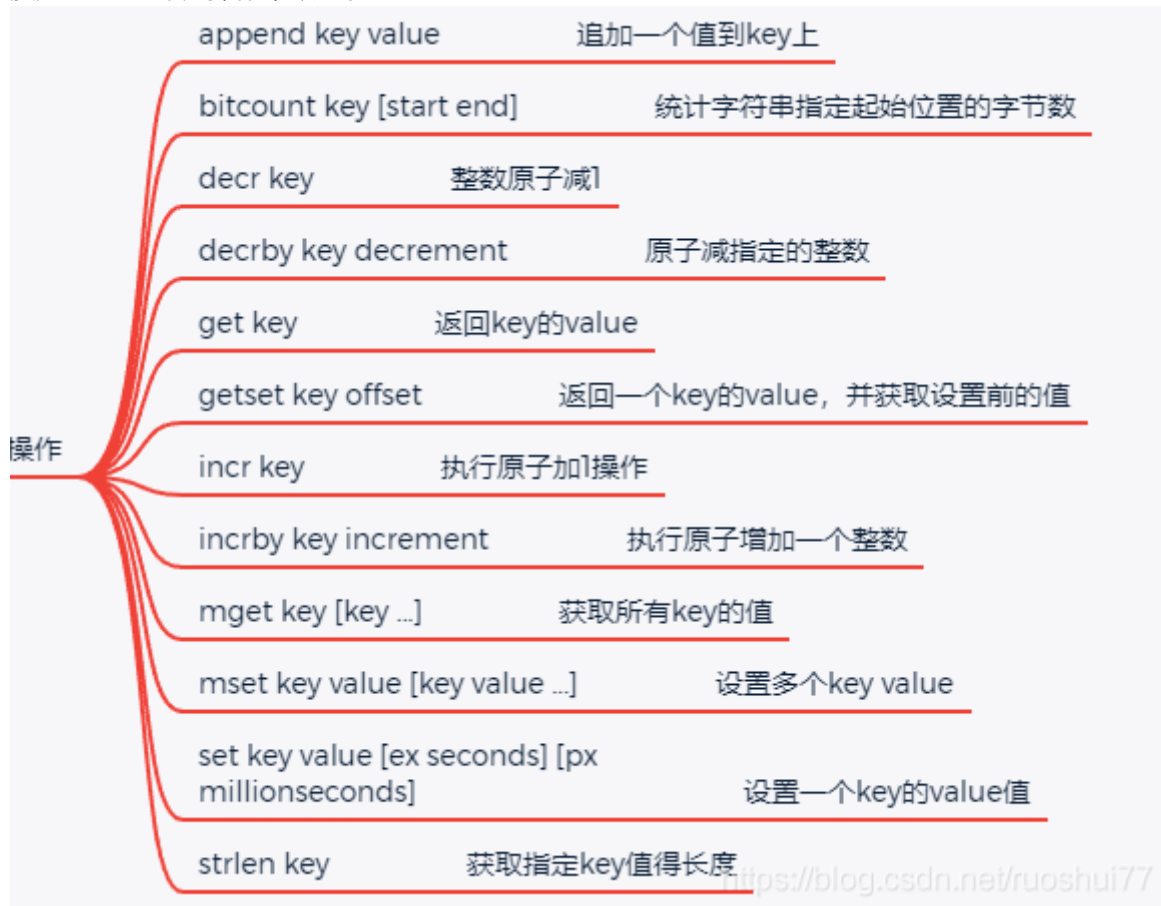 append key value 追加一个值到key上
bitcount key [start end] 统计字符串指定起始位置的字节数
decr key 整数原子减1
decrby key decrement 原子减指定的整数
get key 返回key的value
getset key offset 返回一个key的value，并获取设置前的值
操作
incr key 执行原子加1操作
incrby key increment 执行原子增加一个整数
mget key [key ...] 获取所有key的值
mset key value [key value ...] 设置多个key value
set key value [ex seconds] [px
millionseconds] 设置一个key的value值
strlen key 获取指定key值得长度
https://blog.csdn.net/ruoshui77